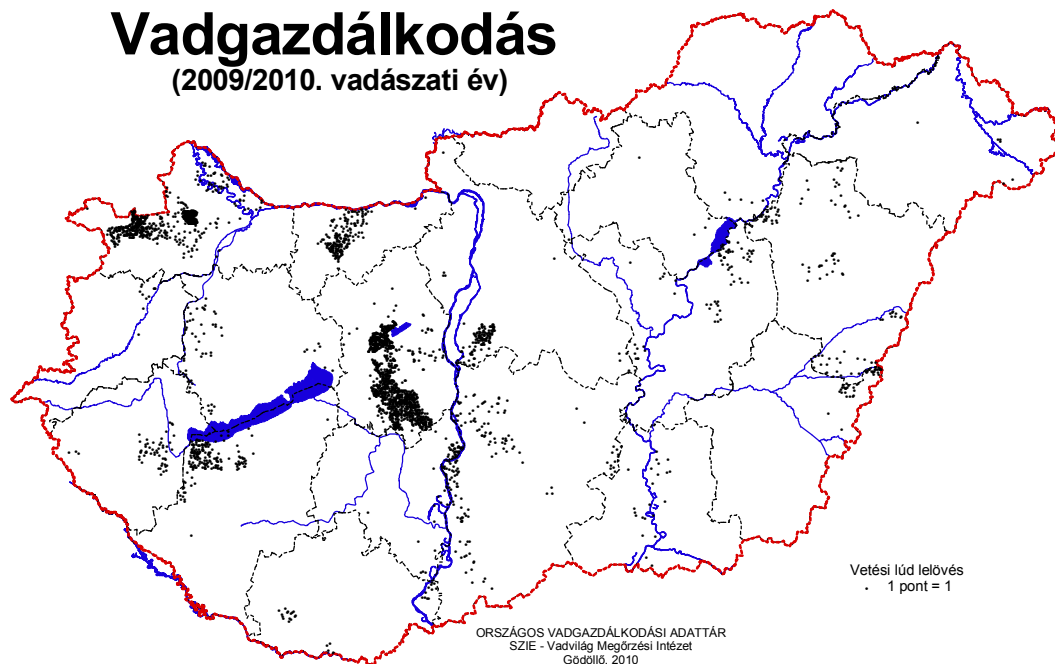 Vadgazdálkodás
(2009/2010. vadászati év)
Vetési lúd lelövés
1 pont = 1
ORSZÁGOS VADGAZDÁLKODÁSI ADATTÁR
SZIE - Vadvilág Megőrzési Intézet
Gödöllő, 2010